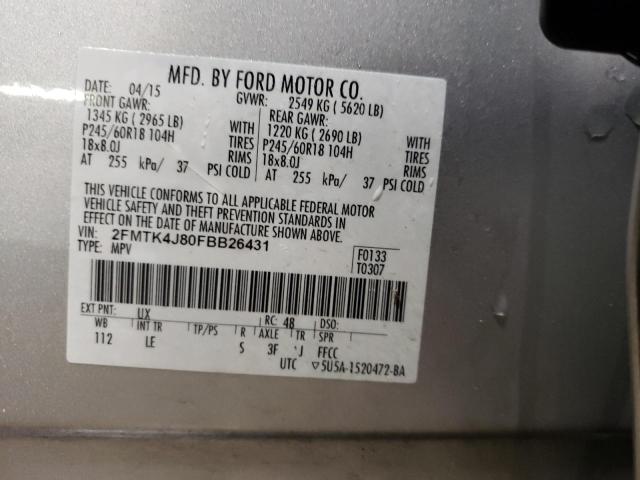 MFD. BY FORD MOTOR CO.
DATE: 04/15 GVWR: 2549 KG ( 5620 LB)
FRONT GAWR: REAR GAWR:
1345 KG ( 2965 LB) WITH 1220 KG ( 2690 LB) WITH
P245/60R18 104H TIRES P245/60R18 104H TIRES
18x8.0J RIMS 18x8.0J RIMS
AT 255 kPa/ 37 PSI COLD AT 255 kPa/ 37 PSI COLD
THIS VEHICLE CONFORMS TO ALL APPLICABLE FEDERAL MOTOR
VEHICLE SAFETY AND THEFT PREVENTION STANDARDS IN
EFFECT ON THE DATE OF MANUFACTURE SHOWN ABOVE.
VIN: 2FMTK4J80FBB26431
TYPE: MPV
F0133
T0307
EXT PNT: UX RC: 48 DSO:
WB INT TR TP/PS R AXLE TR SPR
112 LE S 3F J FFCC
UTC ▽5U5A-1520472-BA